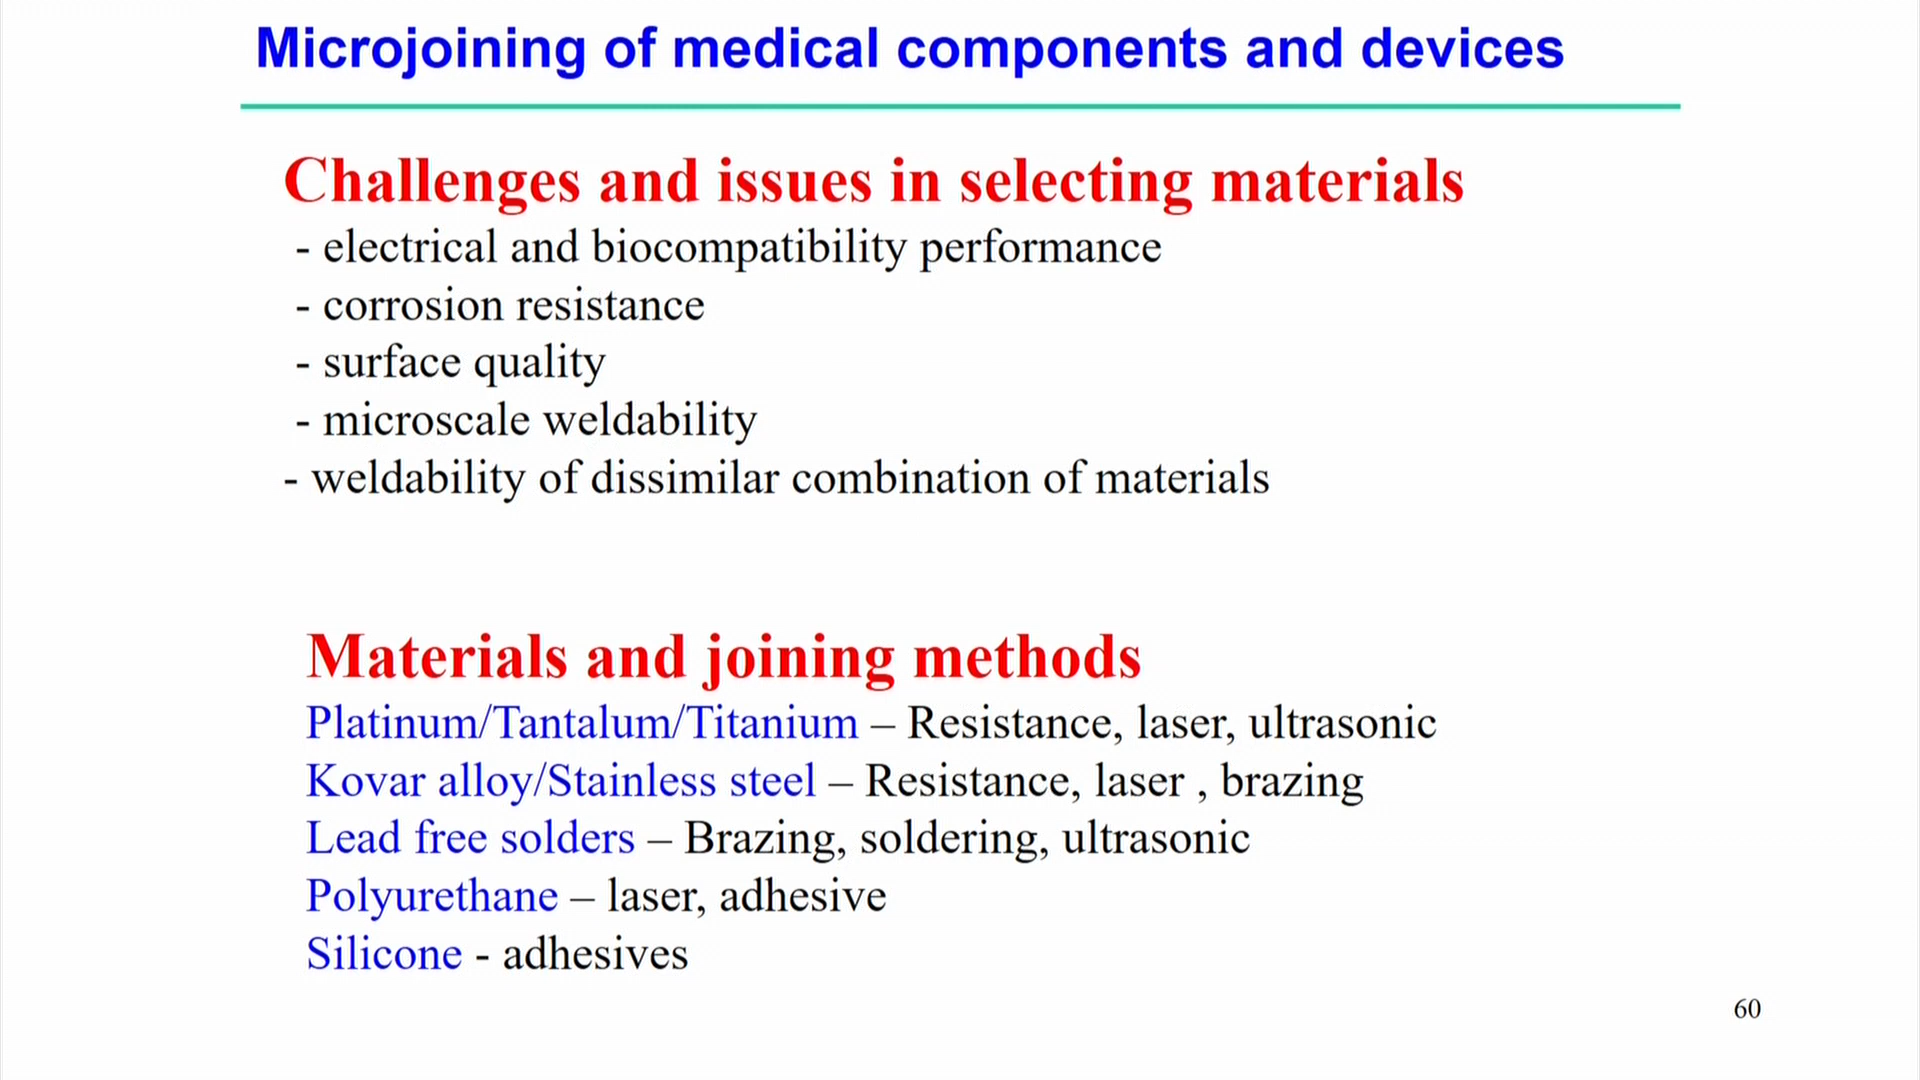 Microjoining of medical components and devices
Challenges and issues in selecting materials
- electrical and biocompatibility performance
- corrosion resistance
- surface quality
- microscale weldability
- weldability of dissimilar combination of materials
Materials and joining methods
Platinum/Tantalum/Titanium – Resistance, laser, ultrasonic
Kovar alloy/Stainless steel – Resistance, laser , brazing
Lead free solders – Brazing, soldering, ultrasonic
Polyurethane – laser, adhesive
Silicone - adhesives
60